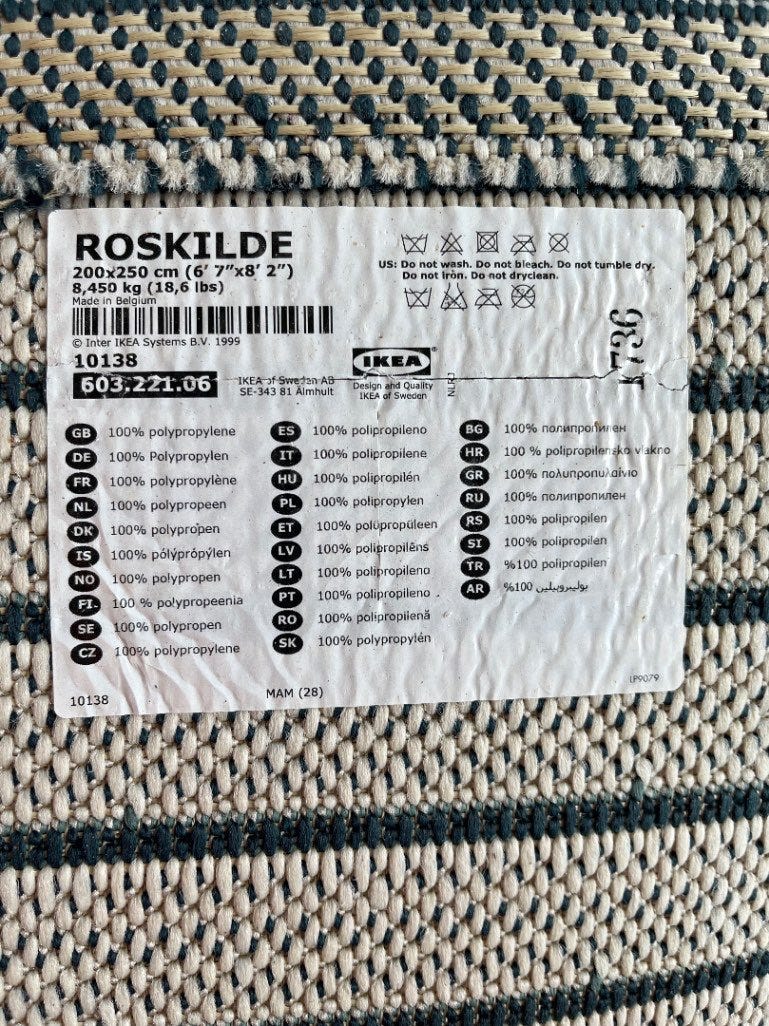 ROSKILDE
200x250 cm (6' 7"x8' 2")
8,450 kg (18,6 lbs)
Made in Belgium
© Inter IKEA Systems B.V. 1999
10138
603.221.06
IKEA of Sweden AB
SE-343 81 Älmhult
US: Do not wash. Do not bleach. Do not tumble dry.
Do not iron. Do not dryclean.
IKEA
Design and Quality
IKEA of Sweden
NLRJ
GB 100% polypropylene
DE 100% Polypropylen
FR 100% polypropylène
NL 100% polypropeen
DK 100% polypropen
IS 100% pólýprópýlen
NO 100% polypropen
FI 100 % polypropeenia
SE 100% polypropen
CZ 100% polypropylene
ES 100% polipropileno
IT 100% polipropilene
HU 100% polipropilén
PL 100% polipropylen
ET 100% polüpropüleen
LV 100% polipropilēns
LT 100% polipropileno
PT 100% polipropileno
RO 100% polipropilenă
SK 100% polypropylén
BG 100% полипропилен
HR 100 % polipropilensko vlakno
GR 100% πολυπροπυλαίνιο
RU 100% полипропилен
RS 100% polipropilen
SI 100% polipropilen
TR %100 polipropilen
AR %100 بوليبروبيلين
10138
MAM (28)
LP9079